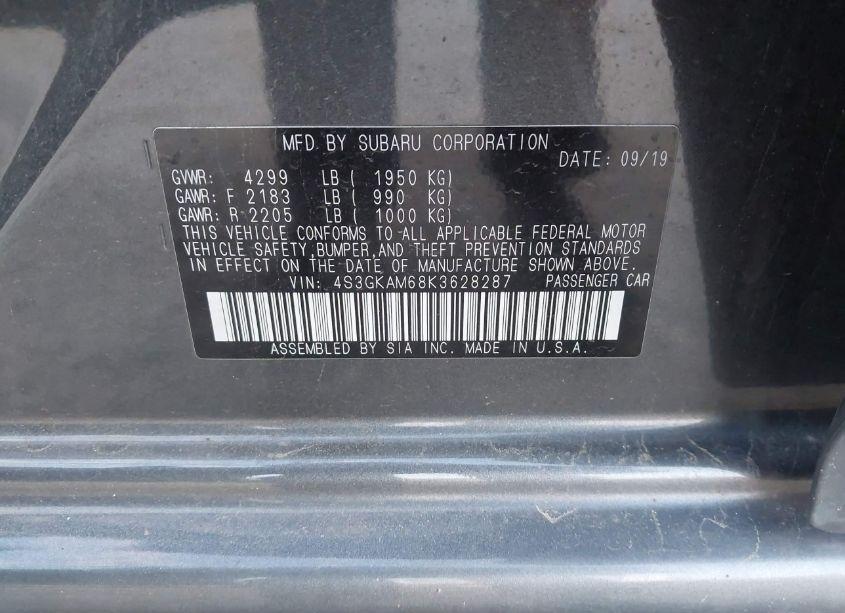 MFD BY SUBARU CORPORATION
DATE: 09/19
GVWR: 4299 LB ( 1950 KG)
GAWR: F 2183 LB ( 990 KG)
GAWR: R 2205 LB ( 1000 KG)
THIS VEHICLE CONFORMS TO ALL APPLICABLE FEDERAL MOTOR
VEHICLE SAFETY,BUMPER,AND THEFT PREVENTION STANDARDS
IN EFFECT ON THE DATE OF MANUFACTURE SHOWN ABOVE.
VIN: 4S3GKAM68K3628287 PASSENGER CAR
ASSEMBLED BY SIA INC. MADE IN U.S.A.